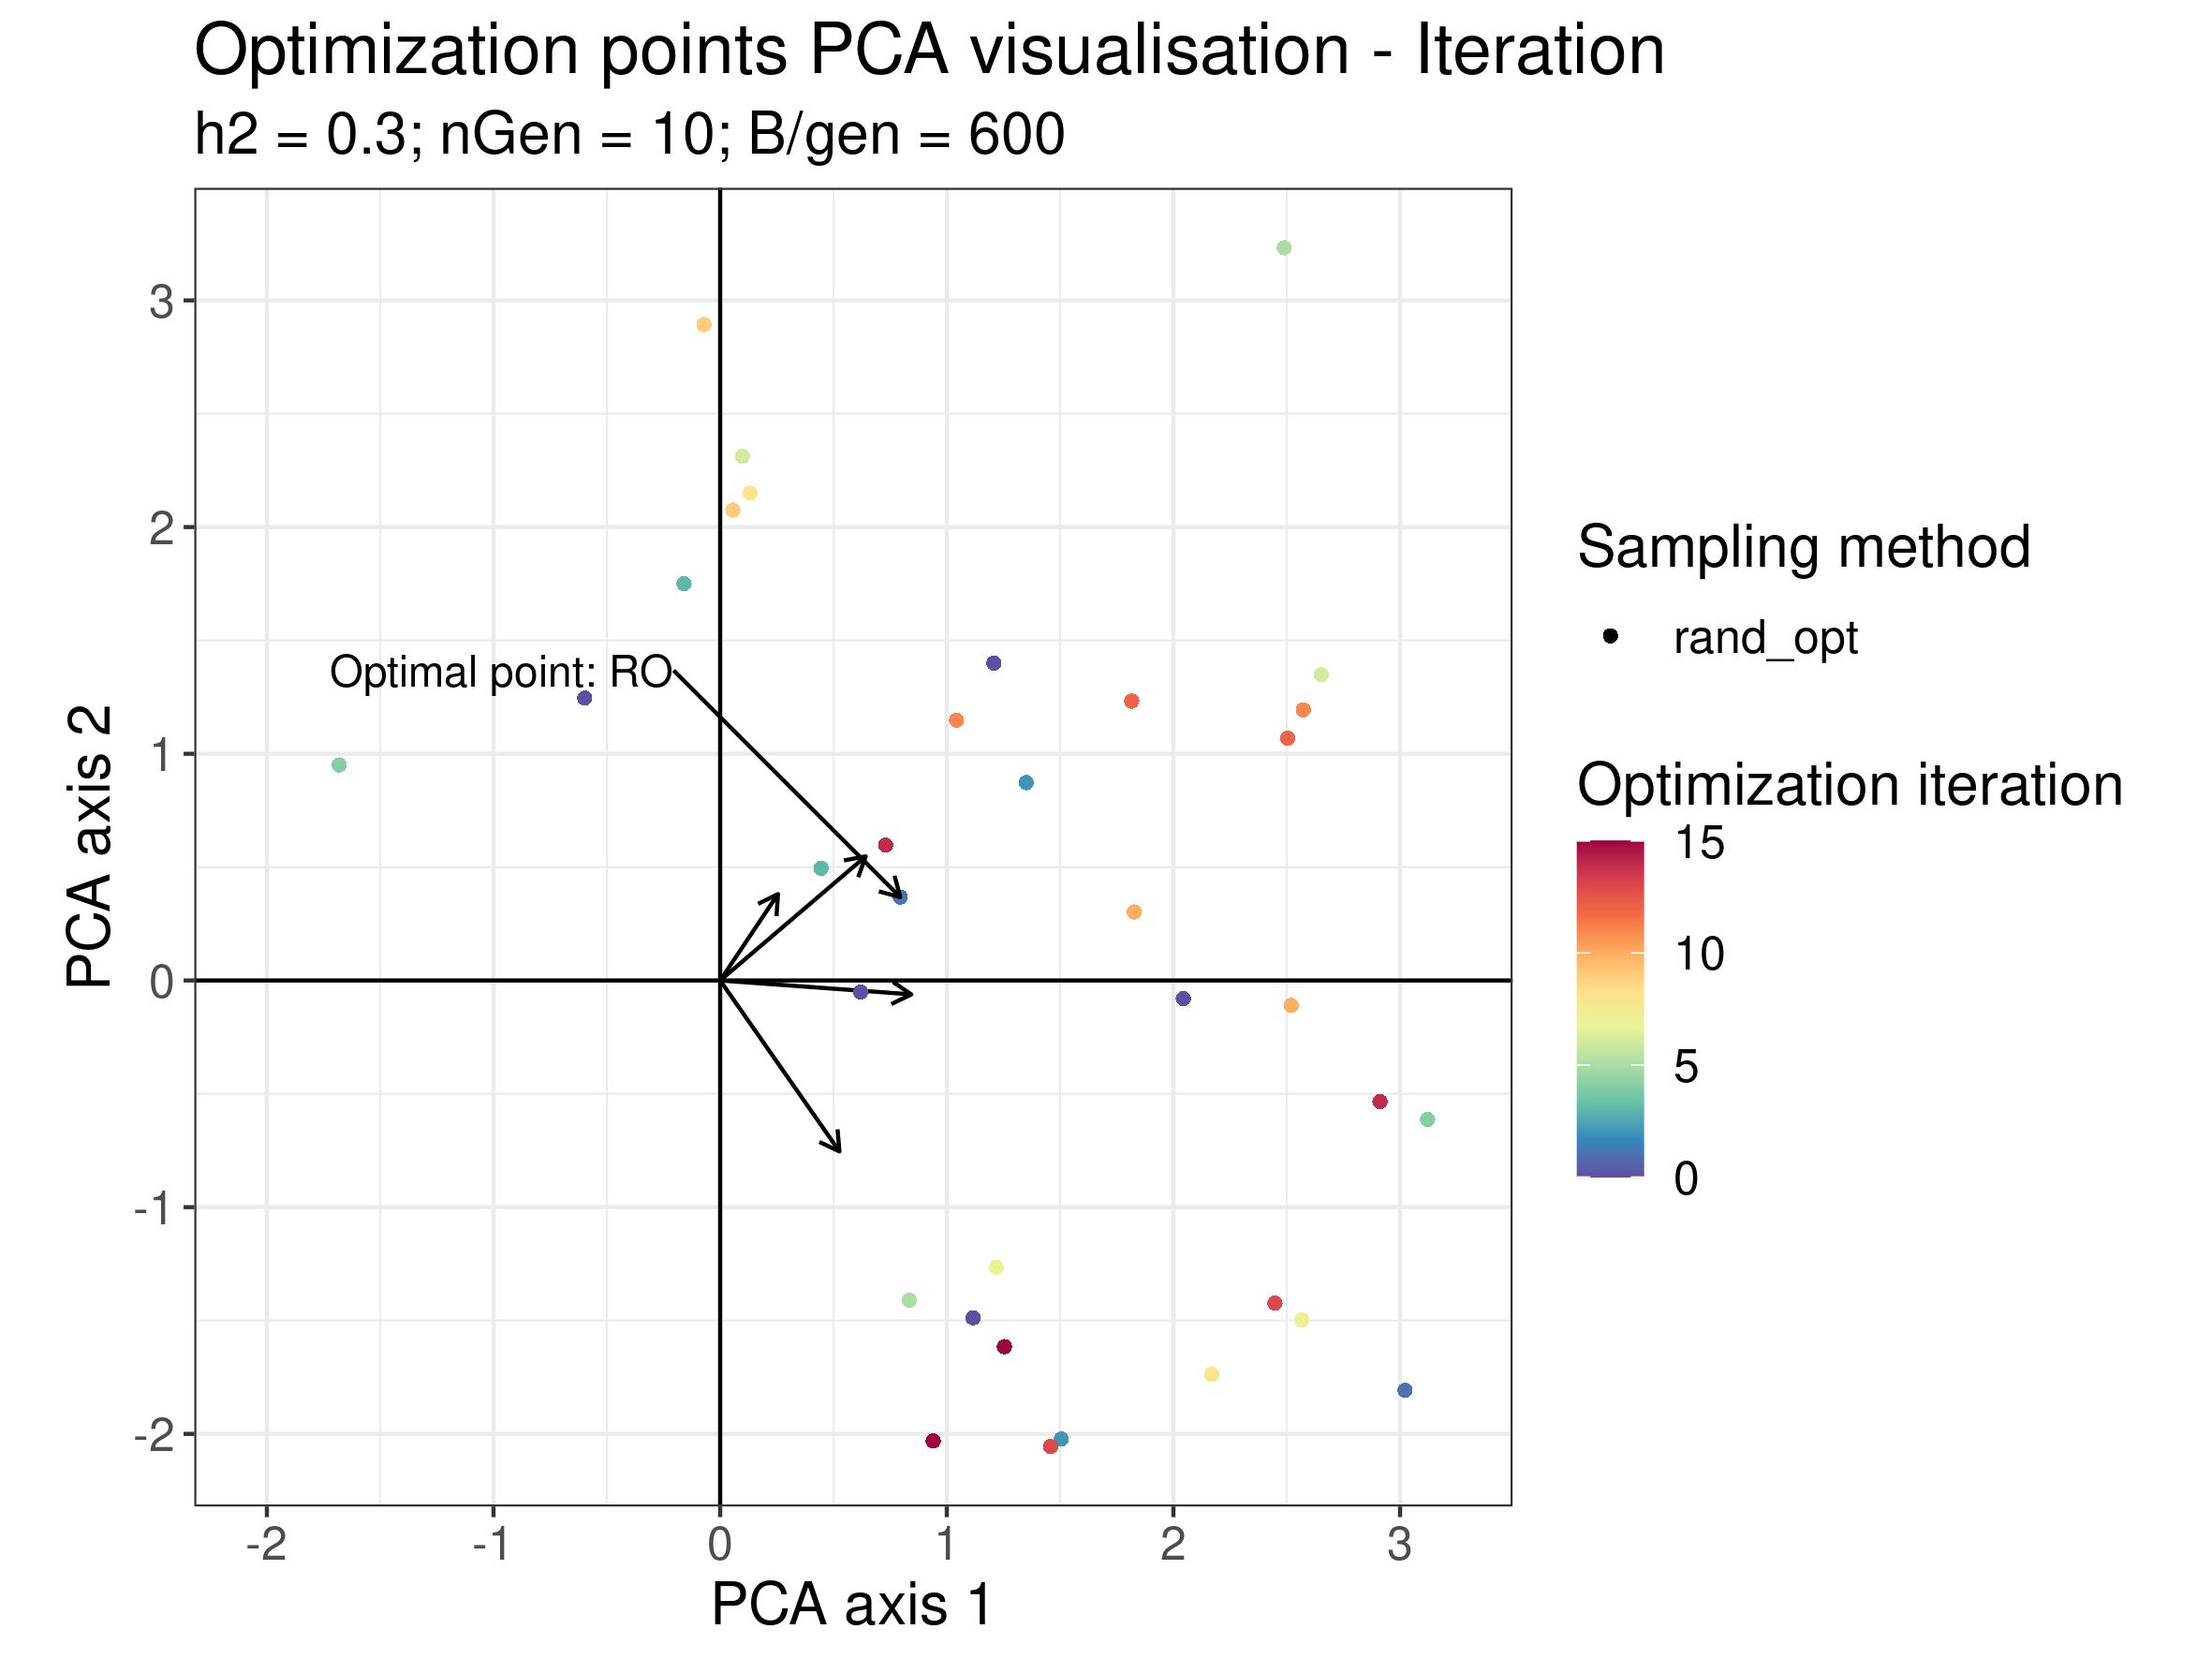 Optimization points PCA visualisation - Iteration
h2 = 0.3; nGen = 10; B/gen = 600
3
2
1
0
-1
-2
PCA axis 2
Optimal point: RO
-2 -1 0 1 2 3
PCA axis 1
Sampling method
rand_opt
Optimization iteration
15
10
5
0